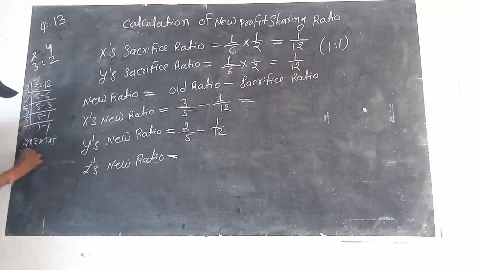 Q. 13
Calculation of New Profit Sharing Ratio
X Y
3:2
X's Sacrifice Ratio = 1/6 × 1/2 = 1/12 (1:1)
Y's Sacrifice Ratio = 1/6 × 1/2 = 1/12
New Ratio = Old Ratio - Sacrifice Ratio
X's New Ratio = 3/5 - 1/12 =
Y's New Ratio = 2/5 - 1/12
Z's New Ratio =